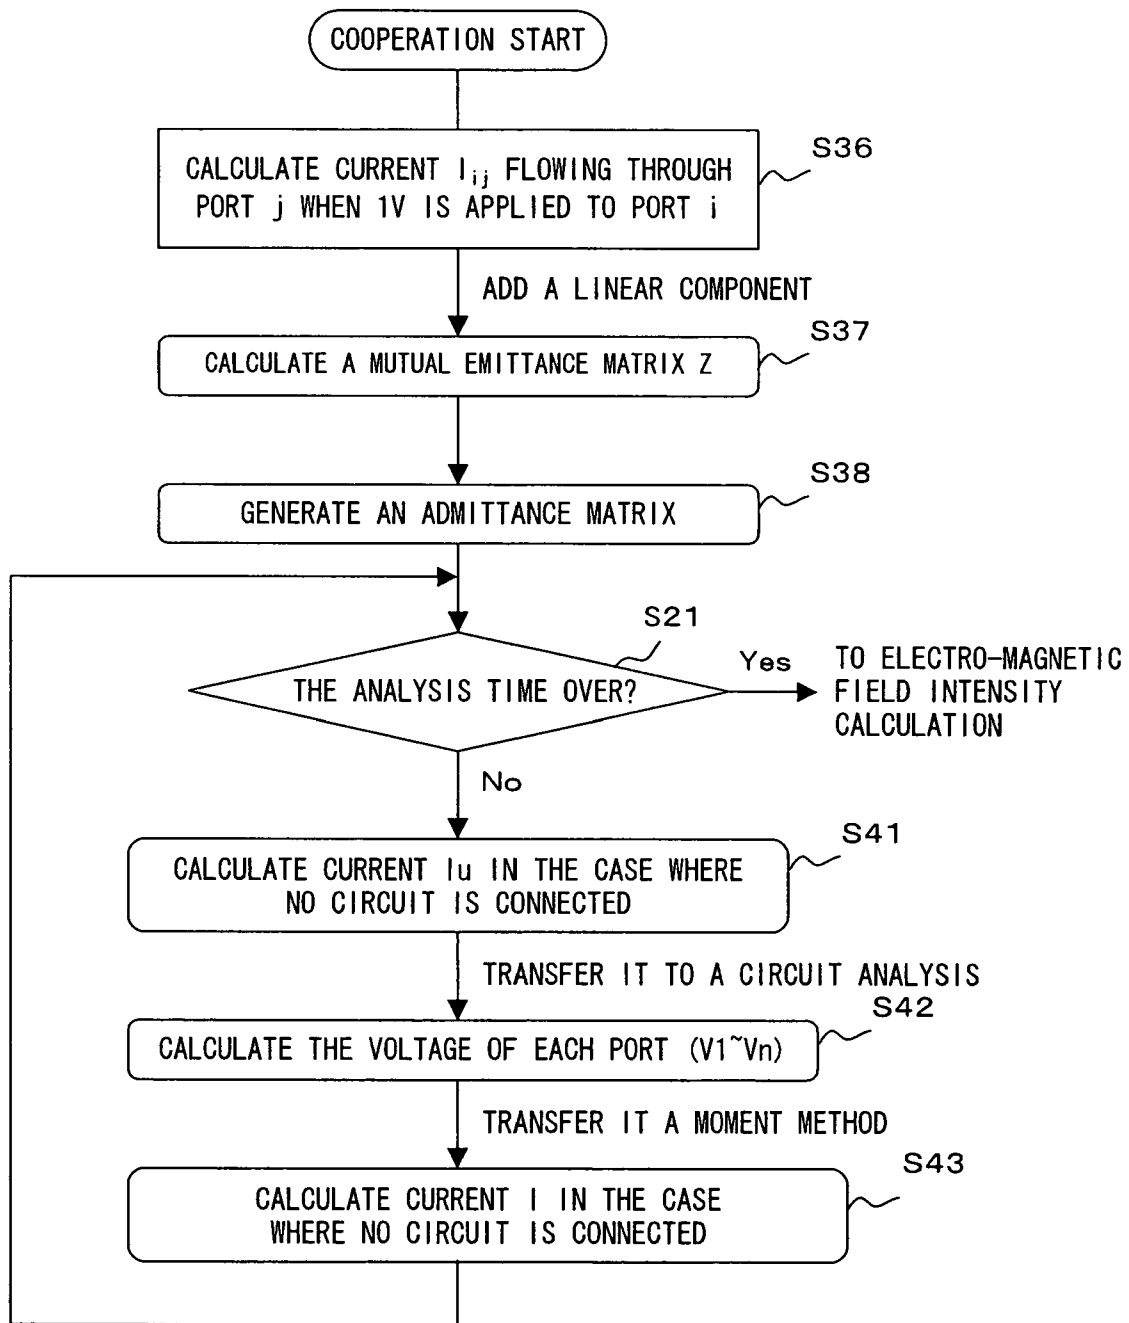 COOPERATION START
S36
CALCULATE CURRENT Iij FLOWING THROUGH
PORT j WHEN 1V IS APPLIED TO PORT i
ADD A LINEAR COMPONENT
S37
CALCULATE A MUTUAL EMITTANCE MATRIX Z
S38
GENERATE AN ADMITTANCE MATRIX
S21
THE ANALYSIS TIME OVER?
Yes
TO ELECTRO-MAGNETIC
FIELD INTENSITY
CALCULATION
No
S41
CALCULATE CURRENT Iu IN THE CASE WHERE
NO CIRCUIT IS CONNECTED
TRANSFER IT TO A CIRCUIT ANALYSIS
S42
CALCULATE THE VOLTAGE OF EACH PORT (V1~Vn)
TRANSFER IT A MOMENT METHOD
S43
CALCULATE CURRENT I IN THE CASE
WHERE NO CIRCUIT IS CONNECTED